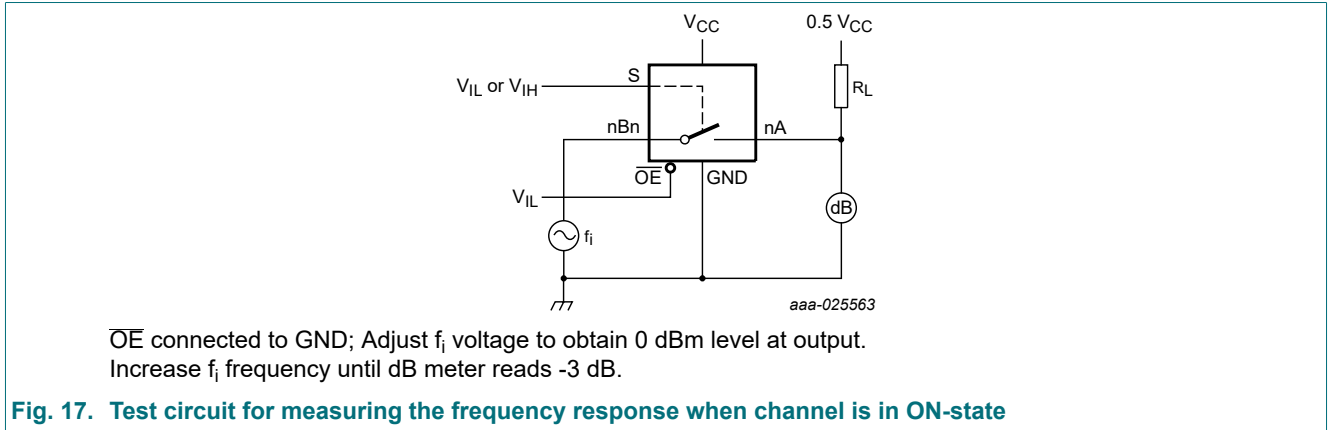 VCC
0.5 VCC
S
VIL or VIH
RL
nBn
nA
OE
GND
VIL
dB
fi
aaa-025563
OE connected to GND; Adjust fi voltage to obtain 0 dBm level at output.
Increase fi frequency until dB meter reads -3 dB.
Fig. 17. Test circuit for measuring the frequency response when channel is in ON-state